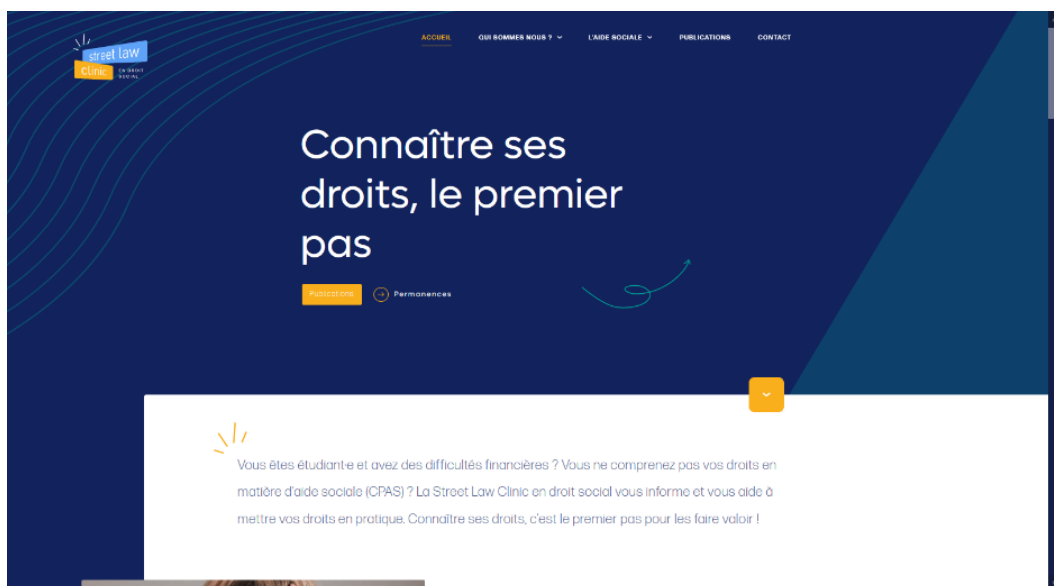 street law
clinic EN DROIT
SOCIAL
ACCUEIL QUI SOMMES NOUS ? L'AIDE SOCIALE PUBLICATIONS CONTACT
Connaître ses
droits, le premier
pas
Publications Permanences
Vous êtes étudiant·e et avez des difficultés financières ? Vous ne comprenez pas vos droits en
matière d'aide sociale (CPAS) ? La Street Law Clinic en droit social vous informe et vous aide à
mettre vos droits en pratique. Connaître ses droits, c'est le premier pas pour les faire valoir !